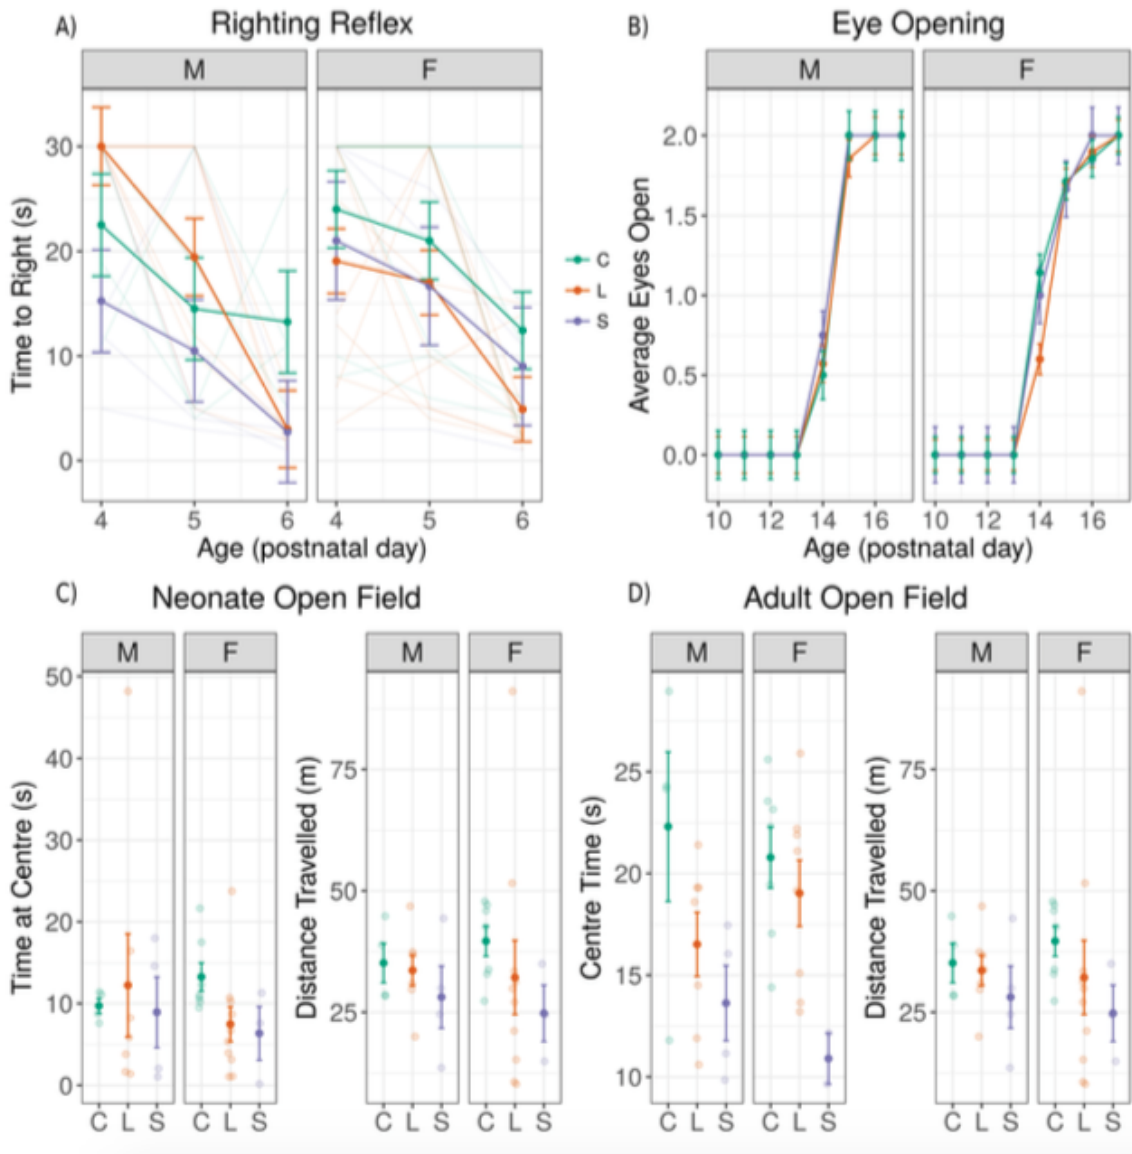 A) Righting Reflex
M F
Time to Right (s)
30
20
10
0
4 5 6 4 5 6
Age (postnatal day)
C
L
S
B) Eye Opening
M F
Average Eyes Open
2.0
1.5
1.0
0.5
0.0
10 12 14 16 10 12 14 16
Age (postnatal day)
C) Neonate Open Field
M F
Time at Centre (s)
50
40
30
20
10
0
C L S C L S
M F
Distance Travelled (m)
75
50
25
C L S C L S
D) Adult Open Field
M F
Centre Time (s)
25
20
15
10
C L S C L S
M F
Distance Travelled (m)
75
50
25
C L S C L S